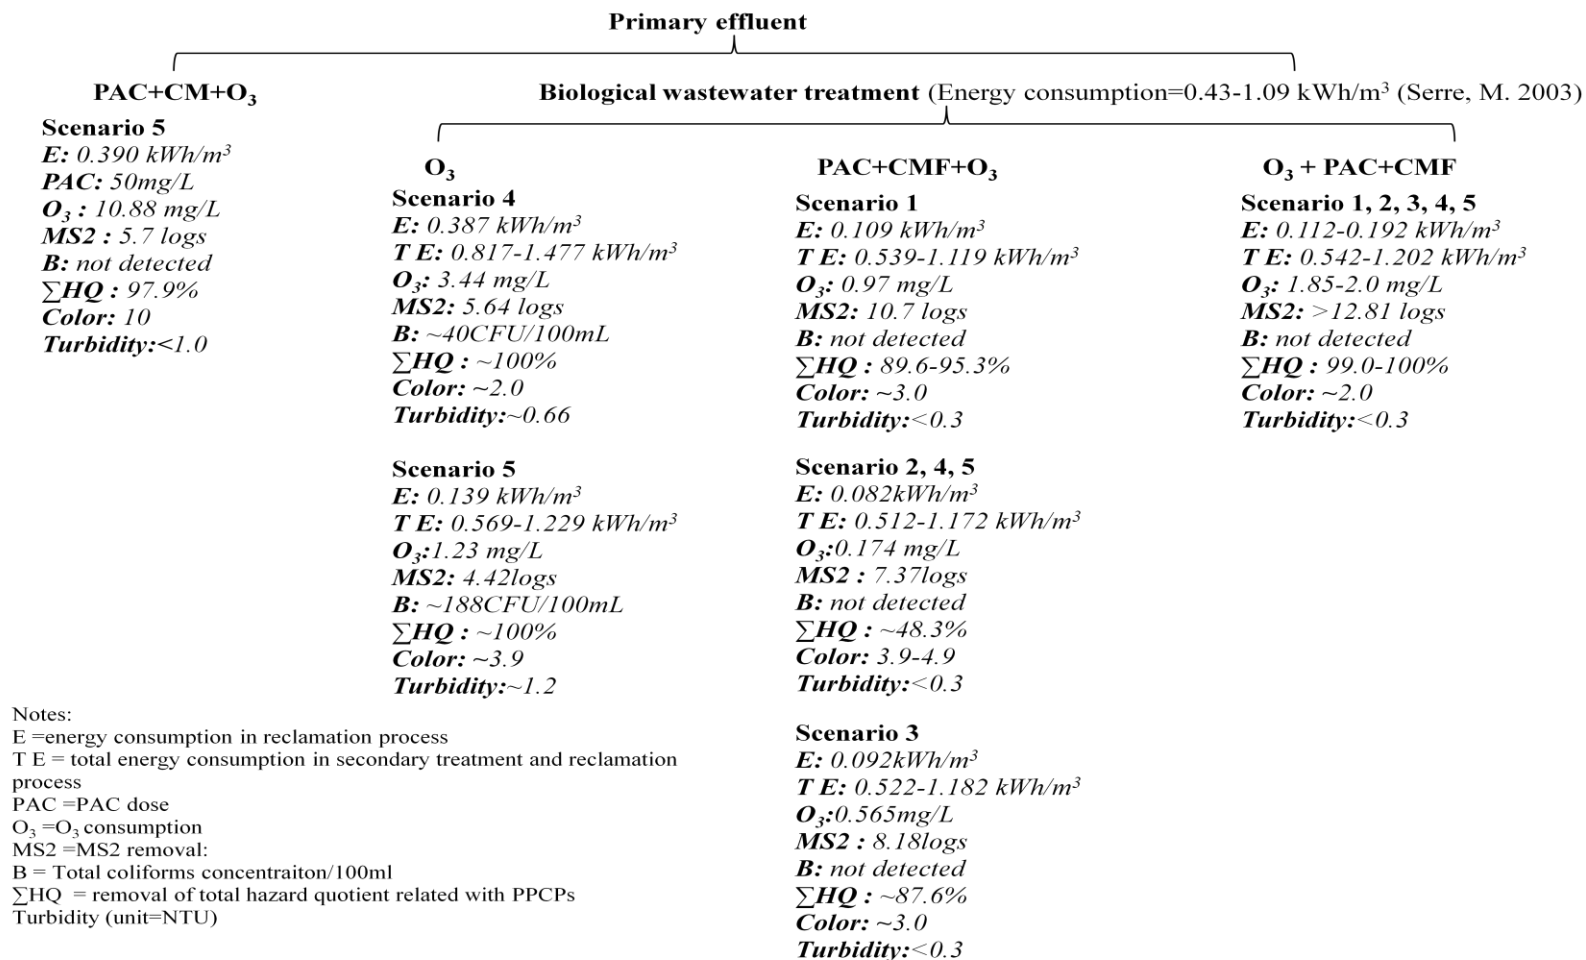 Primary effluent
PAC+CM+O₃
Scenario 5
E: 0.390 kWh/m³
PAC: 50mg/L
O₃ : 10.88 mg/L
MS2 : 5.7 logs
B: not detected
∑HQ : 97.9%
Color: 10
Turbidity:<1.0
Biological wastewater treatment (Energy consumption=0.43-1.09 kWh/m³ (Serre, M. 2003)
O₃
Scenario 4
E: 0.387 kWh/m³
T E: 0.817-1.477 kWh/m³
O₃: 3.44 mg/L
MS2: 5.64 logs
B: ~40CFU/100mL
∑HQ : ~100%
Color: ~2.0
Turbidity:~0.66
Scenario 5
E: 0.139 kWh/m³
T E: 0.569-1.229 kWh/m³
O₃:1.23 mg/L
MS2: 4.42logs
B: ~188CFU/100mL
∑HQ : ~100%
Color: ~3.9
Turbidity:~1.2
PAC+CMF+O₃
Scenario 1
E: 0.109 kWh/m³
T E: 0.539-1.119 kWh/m³
O₃: 0.97 mg/L
MS2: 10.7 logs
B: not detected
∑HQ : 89.6-95.3%
Color: ~3.0
Turbidity:<0.3
Scenario 2, 4, 5
E: 0.082kWh/m³
T E: 0.512-1.172 kWh/m³
O₃:0.174 mg/L
MS2 : 7.37logs
B: not detected
∑HQ : ~48.3%
Color: 3.9-4.9
Turbidity:<0.3
Scenario 3
E: 0.092kWh/m³
T E: 0.522-1.182 kWh/m³
O₃:0.565mg/L
MS2 : 8.18logs
B: not detected
∑HQ : ~87.6%
Color: ~3.0
Turbidity:<0.3
O₃ + PAC+CMF
Scenario 1, 2, 3, 4, 5
E: 0.112-0.192 kWh/m³
T E: 0.542-1.202 kWh/m³
O₃: 1.85-2.0 mg/L
MS2: >12.81 logs
B: not detected
∑HQ : 99.0-100%
Color: ~2.0
Turbidity:<0.3
Notes:
E =energy consumption in reclamation process
T E = total energy consumption in secondary treatment and reclamation
process
PAC =PAC dose
O₃ =O₃ consumption
MS2 =MS2 removal:
B = Total coliforms concentraiton/100ml
∑HQ = removal of total hazard quotient related with PPCPs
Turbidity (unit=NTU)